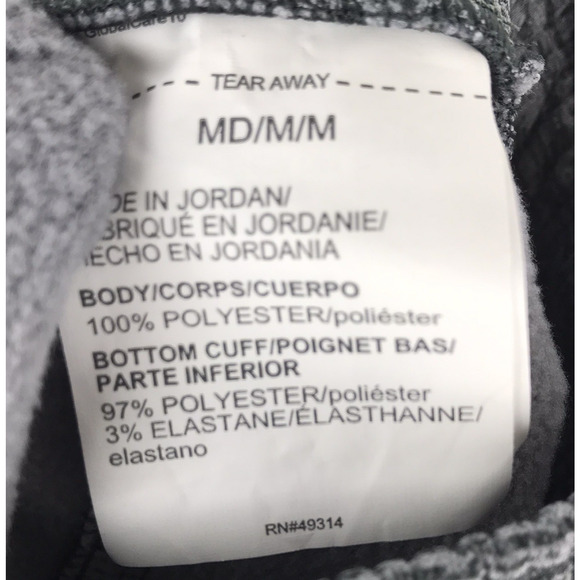 GlobalCare10
- TEAR AWAY -
MD/M/M
DE IN JORDAN/
BRIQUÉ EN JORDANIE/
ECHO EN JORDANIA
BODY/CORPS/CUERPO
100% POLYESTER/poliéster
BOTTOM CUFF/POIGNET BAS/
PARTE INFERIOR
97% POLYESTER/poliéster
3% ELASTANE/ÉLASTHANNE/
elastano
RN#49314